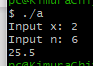 $ ./a
Input x: 2
Input n: 6
25.5